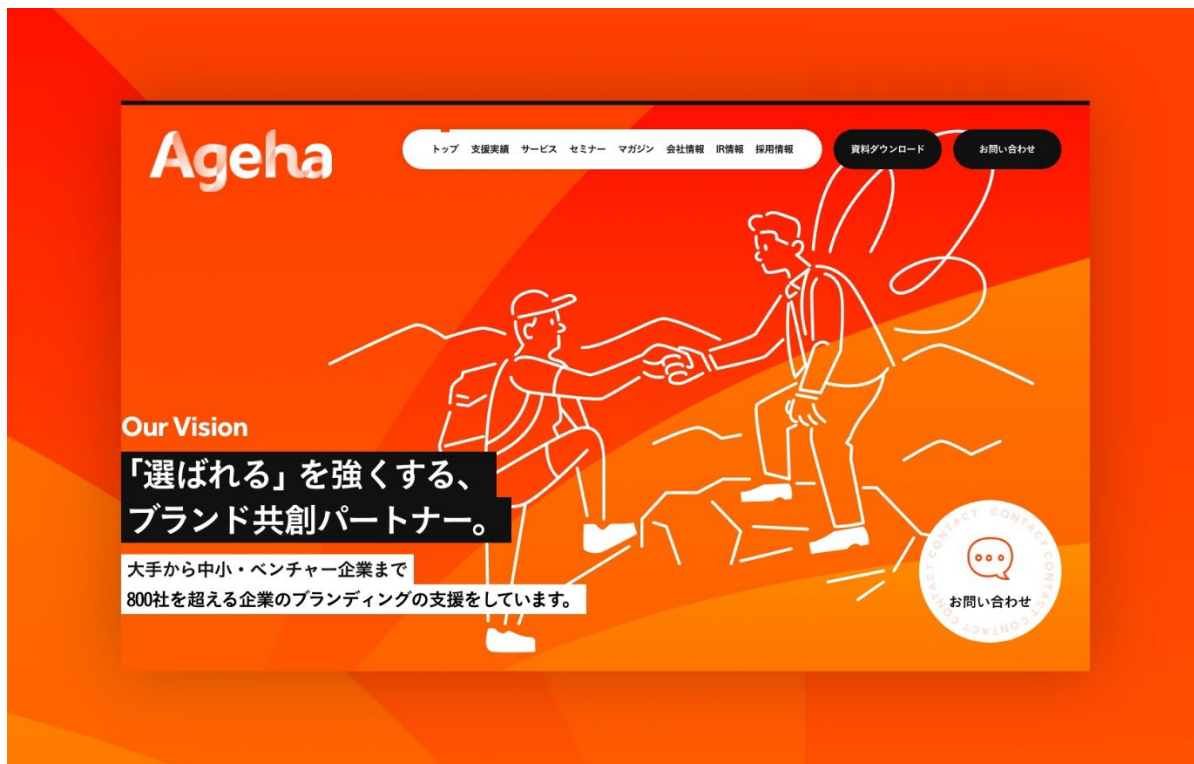 Ageha
トップ 支援実績 サービス セミナー マガジン 会社情報 IR情報 採用情報
資料ダウンロード
お問い合わせ
Our Vision
「選ばれる」を強くする、
ブランド共創パートナー。
大手から中小・ベンチャー企業まで
800社を超える企業のブランディングの支援をしています。
CONTACT CONTACT CONTACT CONTACT CONTACT
お問い合わせ